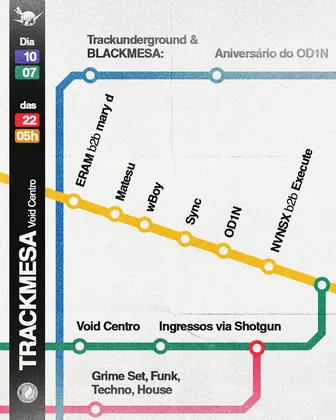 Dia
10
07
das
22
05h
TRACKMESA Void Centro
Trackunderground &
BLACKMESA:
Aniversário do OD1N
ERAM b2b mary d
Matesu
wBoy
Sync
OD1N
NVNSX b2b Execute
Void Centro
Ingressos via Shotgun
Grime Set, Funk,
Techno, House